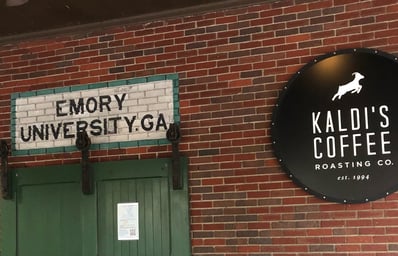 EMORY
UNIVERSITY.GA.
KALDI'S
COFFEE
ROASTING CO.
est. 1994